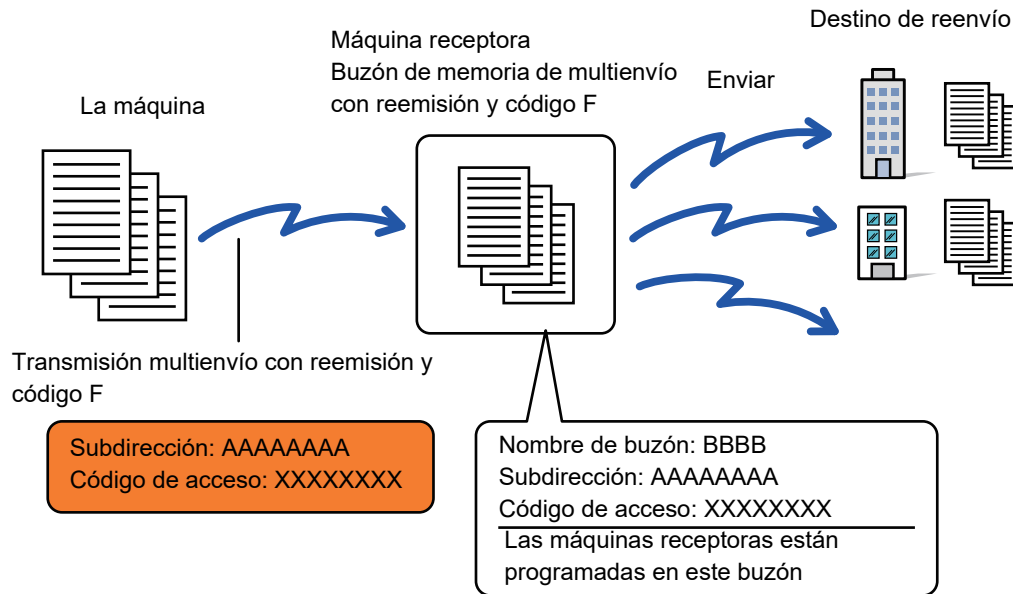 Destino de reenvío
Máquina receptora
Buzón de memoria de multienvío
con reemisión y código F
Enviar
La máquina
Transmisión multienvío con reemisión y
código F
Subdirección: AAAAAAAA
Código de acceso: XXXXXXXX
Nombre de buzón: BBBB
Subdirección: AAAAAAAA
Código de acceso: XXXXXXXX
Las máquinas receptoras están
programadas en este buzón